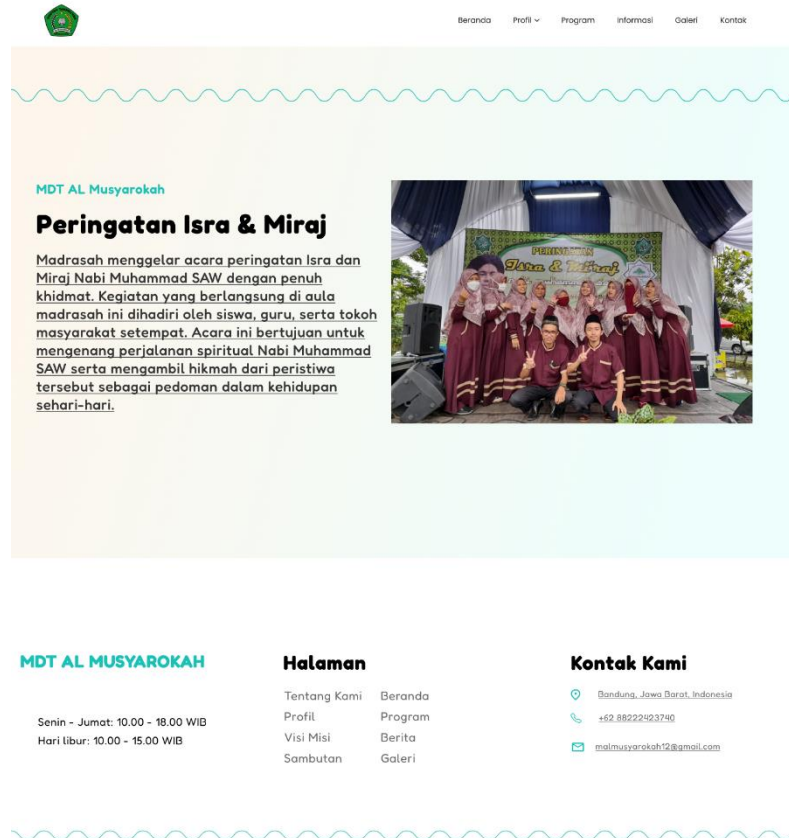 Beranda Profil Program Informasi Galeri Kontak
MDT AL Musyarokah
Peringatan Isra & Miraj
Madrasah menggelar acara peringatan Isra dan
Miraj Nabi Muhammad SAW dengan penuh
khidmat. Kegiatan yang berlangsung di aula
madrasah ini dihadiri oleh siswa, guru, serta tokoh
masyarakat setempat. Acara ini bertujuan untuk
mengenang perjalanan spiritual Nabi Muhammad
SAW serta mengambil hikmah dari peristiwa
tersebut sebagai pedoman dalam kehidupan
sehari-hari.
PERINGATAN
Isra & Miraj
MDT AL MUSYAROKAH
Senin - Jumat: 10.00 - 18.00 WIB
Hari libur: 10.00 - 15.00 WIB
Halaman
Tentang Kami Beranda
Profil Program
Visi Misi Berita
Sambutan Galeri
Kontak Kami
Bandung, Jawa Barat, Indonesia
+62 88222423740
malmusyarokah12@gmail.com